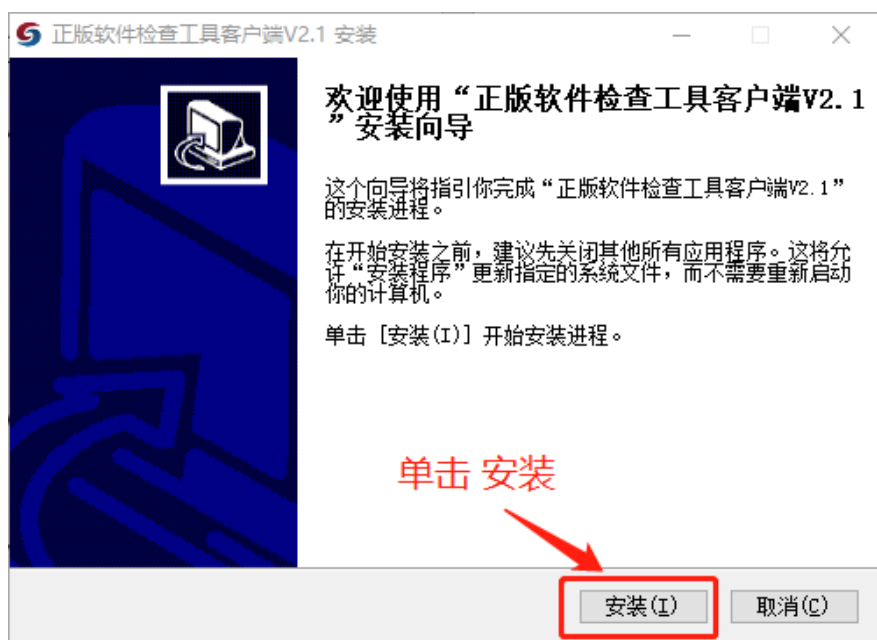 正版软件检查工具客户端V2.1 安装
欢迎使用“正版软件检查工具客户端V2.1
”安装向导
这个向导将指引你完成“正版软件检查工具客户端V2.1”
的安装进程。
在开始安装之前，建议先关闭其他所有应用程序。这将允
许“安装程序”更新指定的系统文件，而不需要重新启动
你的计算机。
单击 [安装(I)] 开始安装进程。
单击 安装
安装(I)
取消(C)